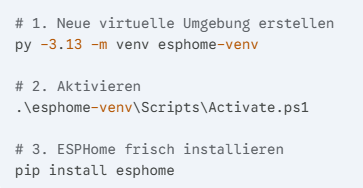 # 1. Neue virtuelle Umgebung erstellen
py -3.13 -m venv esphome-venv
# 2. Aktivieren
.\esphome-venv\Scripts\Activate.ps1
# 3. ESPHome frisch installieren
pip install esphome